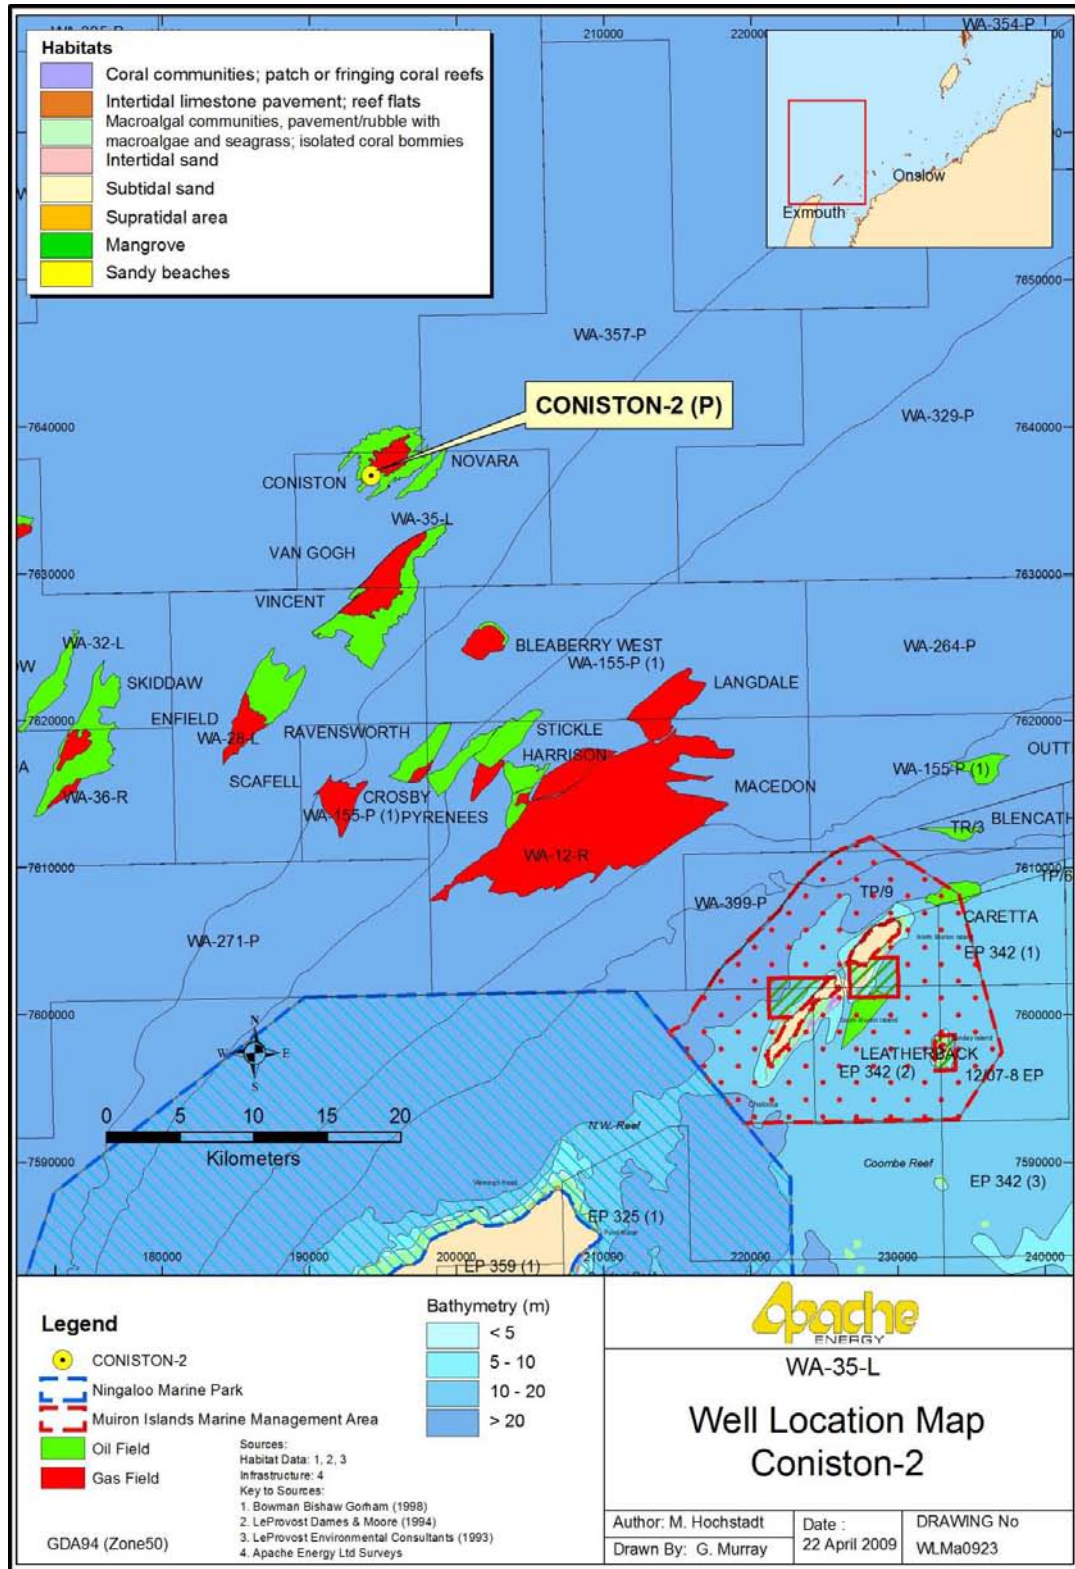 210000
220000
WA-354-P
Habitats
Coral communities; patch or fringing coral reefs
Intertidal limestone pavement; reef flats
Macroalgal communities, pavement/rubble with
macroalgae and seagrass; isolated coral bommies
Intertidal sand
Subtidal sand
Supratidal area
Mangrove
Sandy beaches
Onslow
Exmouth
7650000
WA-357-P
CONISTON-2 (P)
WA-329-P
7640000
7640000
NOVARA
CONISTON
WA-35-L
VAN GOGH
7630000
7630000
VINCENT
BLEABERRY WEST
WA-155-P (1)
WA-264-P
WA-32-L
SKIDDAW
LANGDALE
ENFIELD
7620000
7620000
RAVENSWORTH
STICKLE
WA-28-L
HARRISON
OUTT
SCAFELL
WA-155-P (1)
MACEDON
WA-36-R
CROSBY
WA-155-P (1)
PYRENEES
BLENCATH
TR/3
WA-12-R
7610000
7610000
TP/6
TP/9
WA-399-P
CARETTA
WA-271-P
EP 342 (1)
7600000
7600000
N
W
E
S
LEATHERBACK
EP 342 (2)
12/07-8 EP
0 5 10 20
Kilometers
N.W. Reef
7590000
7590000
Coombe Reef
EP 342 (3)
EP 325 (1)
180000
190000
200000
210000
220000
230000
240000
EP 359 (1)
Legend
CONISTON-2
Ningaloo Marine Park
Muiron Islands Marine Management Area
Oil Field
Gas Field
GDA94 (Zone50)
Sources:
Habitat Data: 1, 2, 3
Infrastructure: 4
Key to Sources:
1. Bowman Bishaw Gorham (1998)
2. LeProvost Dames & Moore (1994)
3. LeProvost Environmental Consultants (1993)
4. Apache Energy Ltd Surveys
Bathymetry (m)
< 5
5 - 10
10 - 20
> 20
Apache
ENERGY
WA-35-L
Well Location Map
Coniston-2
Author: M. Hochstadt
Drawn By: G. Murray
Date :
22 April 2009
DRAWING No
WLMa0923